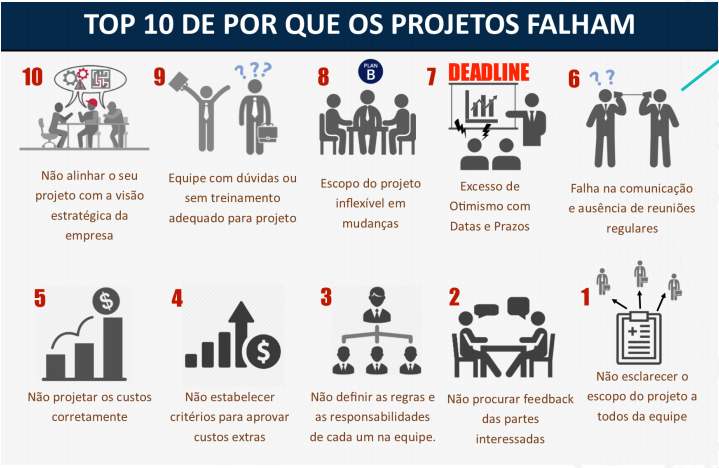 TOP 10 DE POR QUE OS PROJETOS FALHAM
10
Não alinhar o seu
projeto com a visão
estratégica da
empresa
9
? ? ?
Equipe com dúvidas ou
sem treinamento
adequado para projeto
8
PLAN
B
Escopo do projeto
inflexível em
mudanças
7
DEADLINE
Excesso de
Otimismo com
Datas e Prazos
6
? ?
Falha na comunicação
e ausência de reuniões
regulares
5
$
Não projetar os custos
corretamente
4
$
Não estabelecer
critérios para aprovar
custos extras
3
Não definir as regras e
as responsabilidades
de cada um na equipe.
2
Não procurar feedback
das partes
interessadas
1
Não esclarecer o
escopo do projeto a
todos da equipe